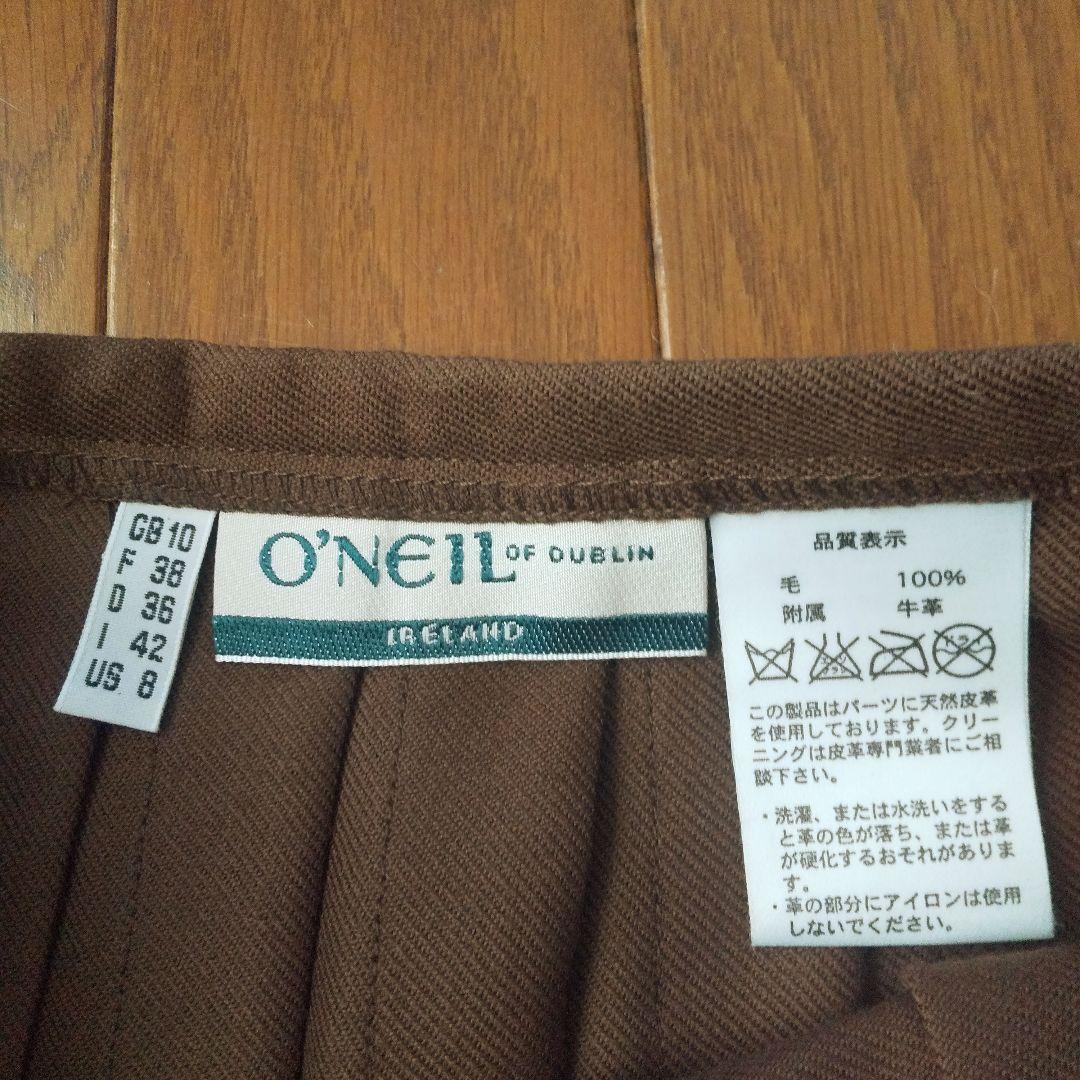 GB 10
F 38
D 36
I 42
US 8
O'NEIL OF DUBLIN
IRELAND
品質表示
毛 100%
附属 牛革
この製品はパーツに天然皮革
を使用しております。クリー
ニングは皮革専門業者にご相
談下さい。
・洗濯、または水洗いをする
と革の色が落ち、または革
が硬化するおそれがありま
す。
・革の部分にアイロンは使用
しないでください。